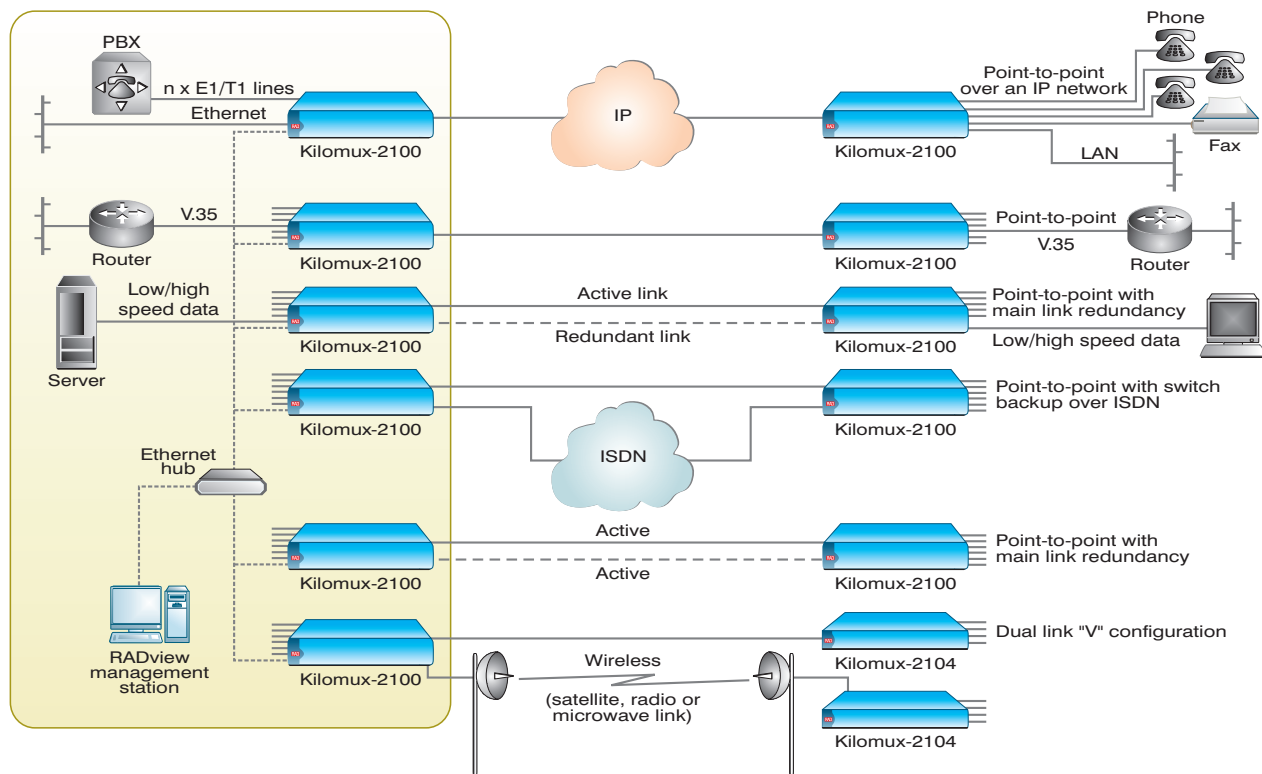 PBX
n x E1/T1 lines
Ethernet
Kilomux-2100
IP
Kilomux-2100
Point-to-point
over an IP network
Phone
Fax
LAN
Router
V.35
Kilomux-2100
Kilomux-2100
Point-to-point
V.35
Router
Server
Low/high
speed data
Kilomux-2100
Active link
Redundant link
Kilomux-2100
Point-to-point with
main link redundancy
Low/high speed data
Kilomux-2100
ISDN
Kilomux-2100
Point-to-point with switch
backup over ISDN
Ethernet
hub
Kilomux-2100
Active
Active
Kilomux-2100
Point-to-point with
main link redundancy
RADview
management
station
Kilomux-2100
Wireless
(satellite, radio or
microwave link)
Kilomux-2104
Dual link "V" configuration
Kilomux-2104